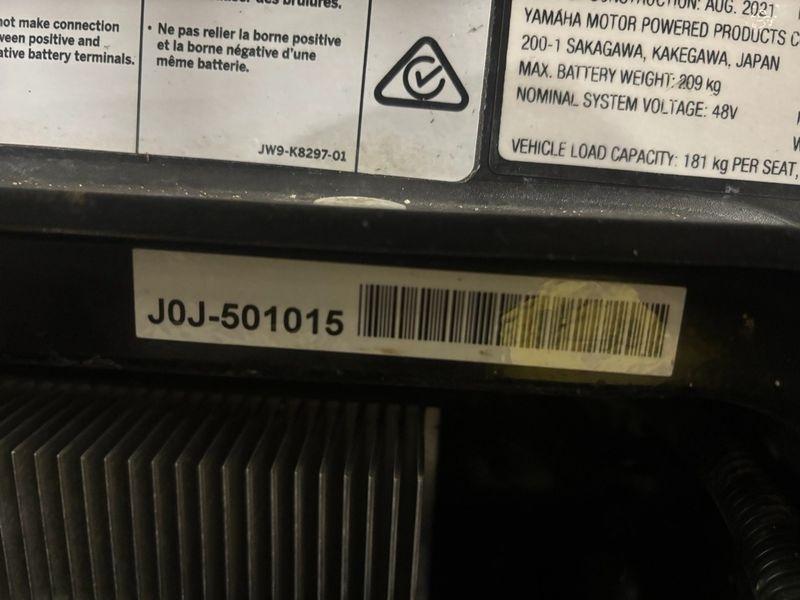 des brûlures.
not make connection
positive and
battery terminals.
• Ne pas relier la borne positive
et la borne négative d'une
même batterie.
JW9-K8297-01
AUG. 2021
YAMAHA MOTOR POWERED PRODUCTS
200-1 SAKAGAWA, KAKEGAWA, JAPAN
MAX. BATTERY WEIGHT: 209 kg
NOMINAL SYSTEM VOLTAGE: 48V
VEHICLE LOAD CAPACITY: 181 kg PER SEAT,
J0J-501015